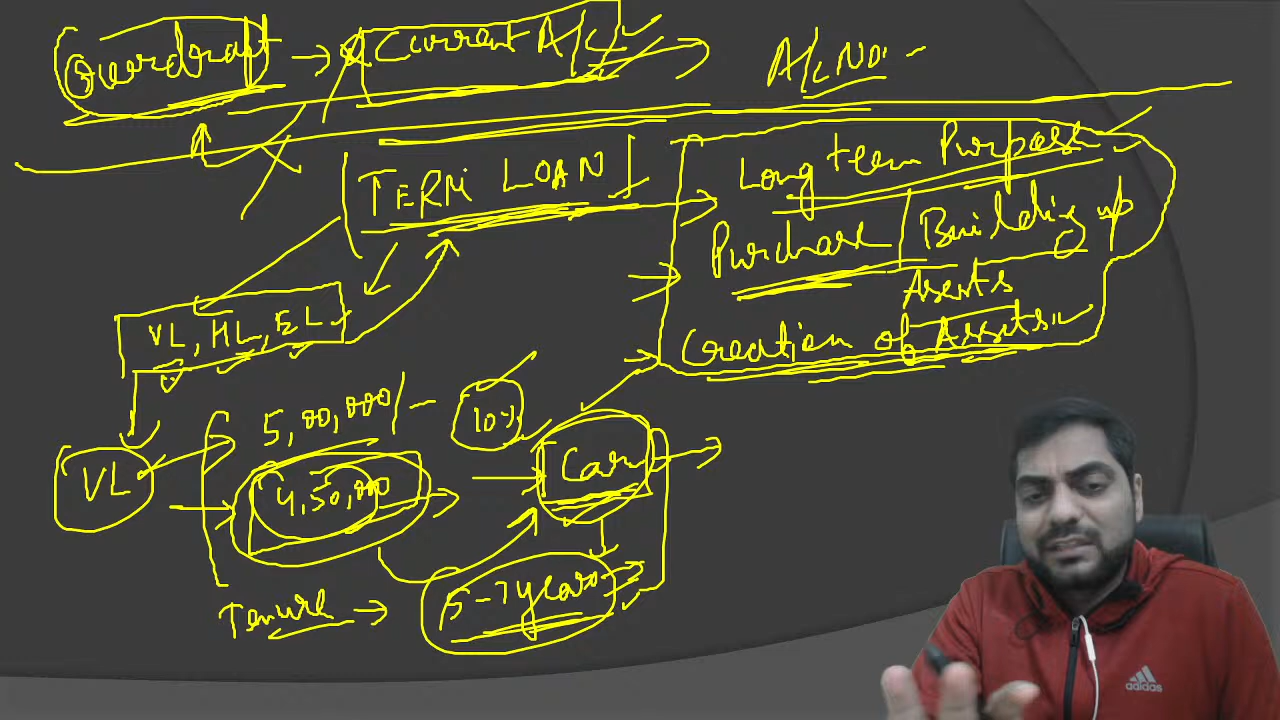 Overdraft → Current A/c
A/c No:-
TERM LOAN
Long term Purpose
Purchase / Building up
Assets
Creation of Assets
VL, HL, EL
5,00,000/-
10%
VL
4,50,000
Car
Tenure → 5-7 years
adidas